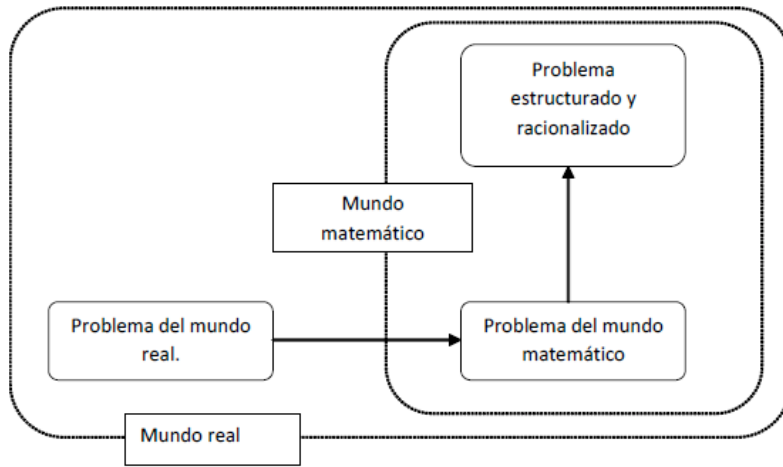 Problema
estructurado y
racionalizado
Mundo
matemático
Problema del mundo
real.
Problema del mundo
matemático
Mundo real